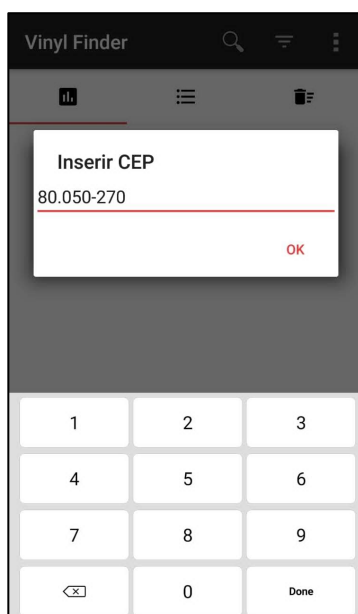 Vinyl Finder
Inserir CEP
80.050-270
OK
1 2 3
4 5 6
7 8 9
0 Done